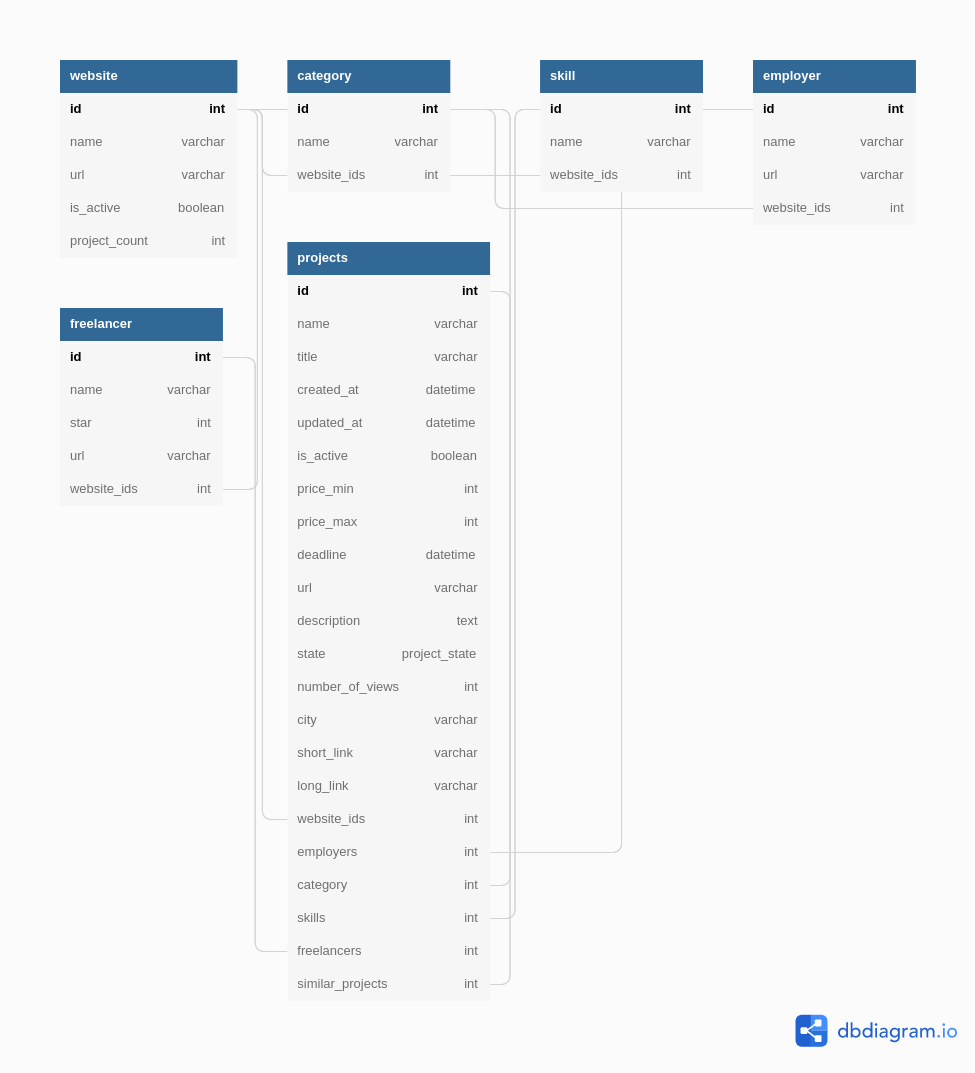 website
id int
name varchar
url varchar
is_active boolean
project_count int
category
id int
name varchar
website_ids int
skill
id int
name varchar
website_ids int
employer
id int
name varchar
url varchar
website_ids int
freelancer
id int
name varchar
star int
url varchar
website_ids int
projects
id int
name varchar
title varchar
created_at datetime
updated_at datetime
is_active boolean
price_min int
price_max int
deadline datetime
url varchar
description text
state project_state
number_of_views int
city varchar
short_link varchar
long_link varchar
website_ids int
employers int
category int
skills int
freelancers int
similar_projects int
dbdiagram.io